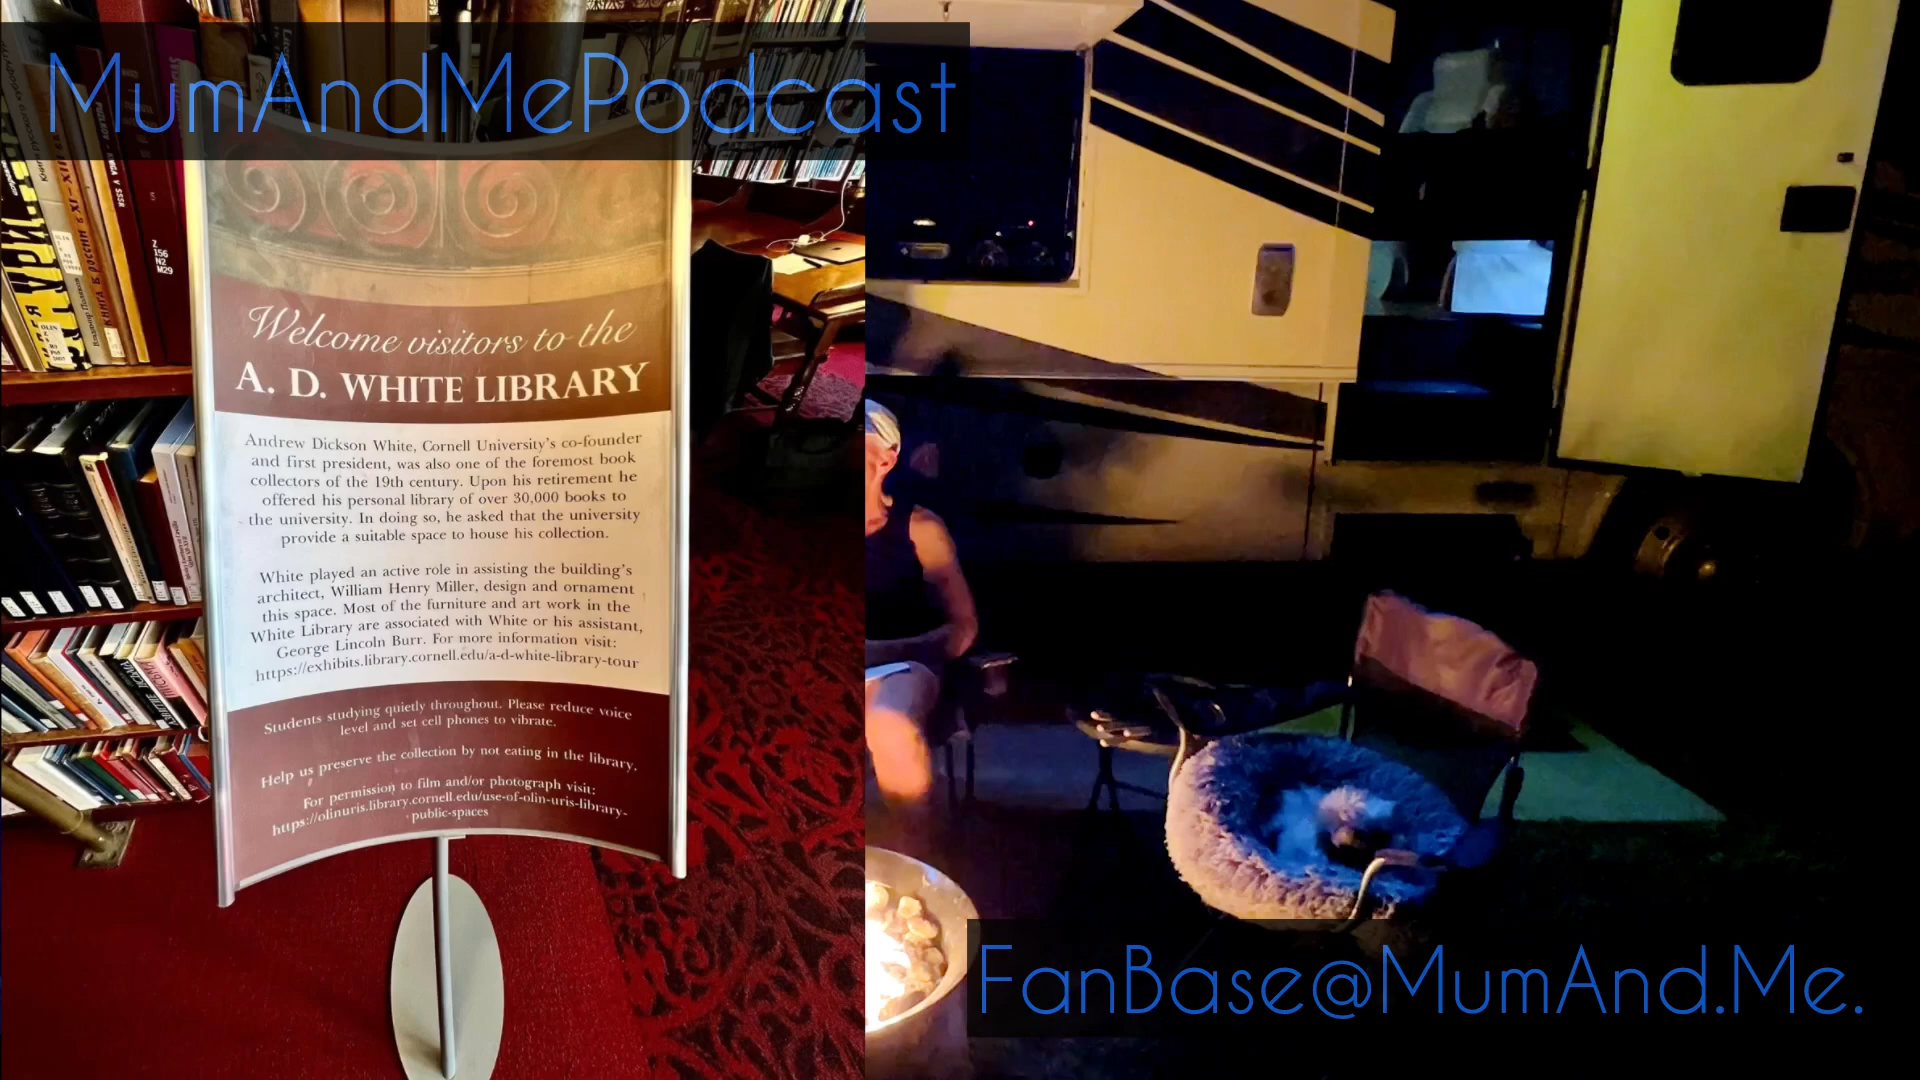 MumAndMePodcast
Welcome visitors to the
A. D. WHITE LIBRARY
Andrew Dickson White, Cornell University's co-founder
and first president, was also one of the foremost book
collectors of the 19th century. Upon his retirement he
offered his personal library of over 30,000 books to
the university. In doing so, he asked that the university
provide a suitable space to house his collection.
White played an active role in assisting the building's
architect, William Henry Miller, design and ornament
this space. Most of the furniture and art work in the
White Library are associated with White or his assistant,
George Lincoln Burr. For more information visit:
https://exhibits.library.cornell.edu/a-d-white-library-tour
Students studying quietly throughout. Please reduce voice
level and set cell phones to vibrate.
Help us preserve the collection by not eating in the library.
For permission to film and/or photograph visit:
https://olinuris.library.cornell.edu/use-of-olin-uris-library-
public-spaces
Z
156
N2
M29
FanBase@MumAnd.Me.